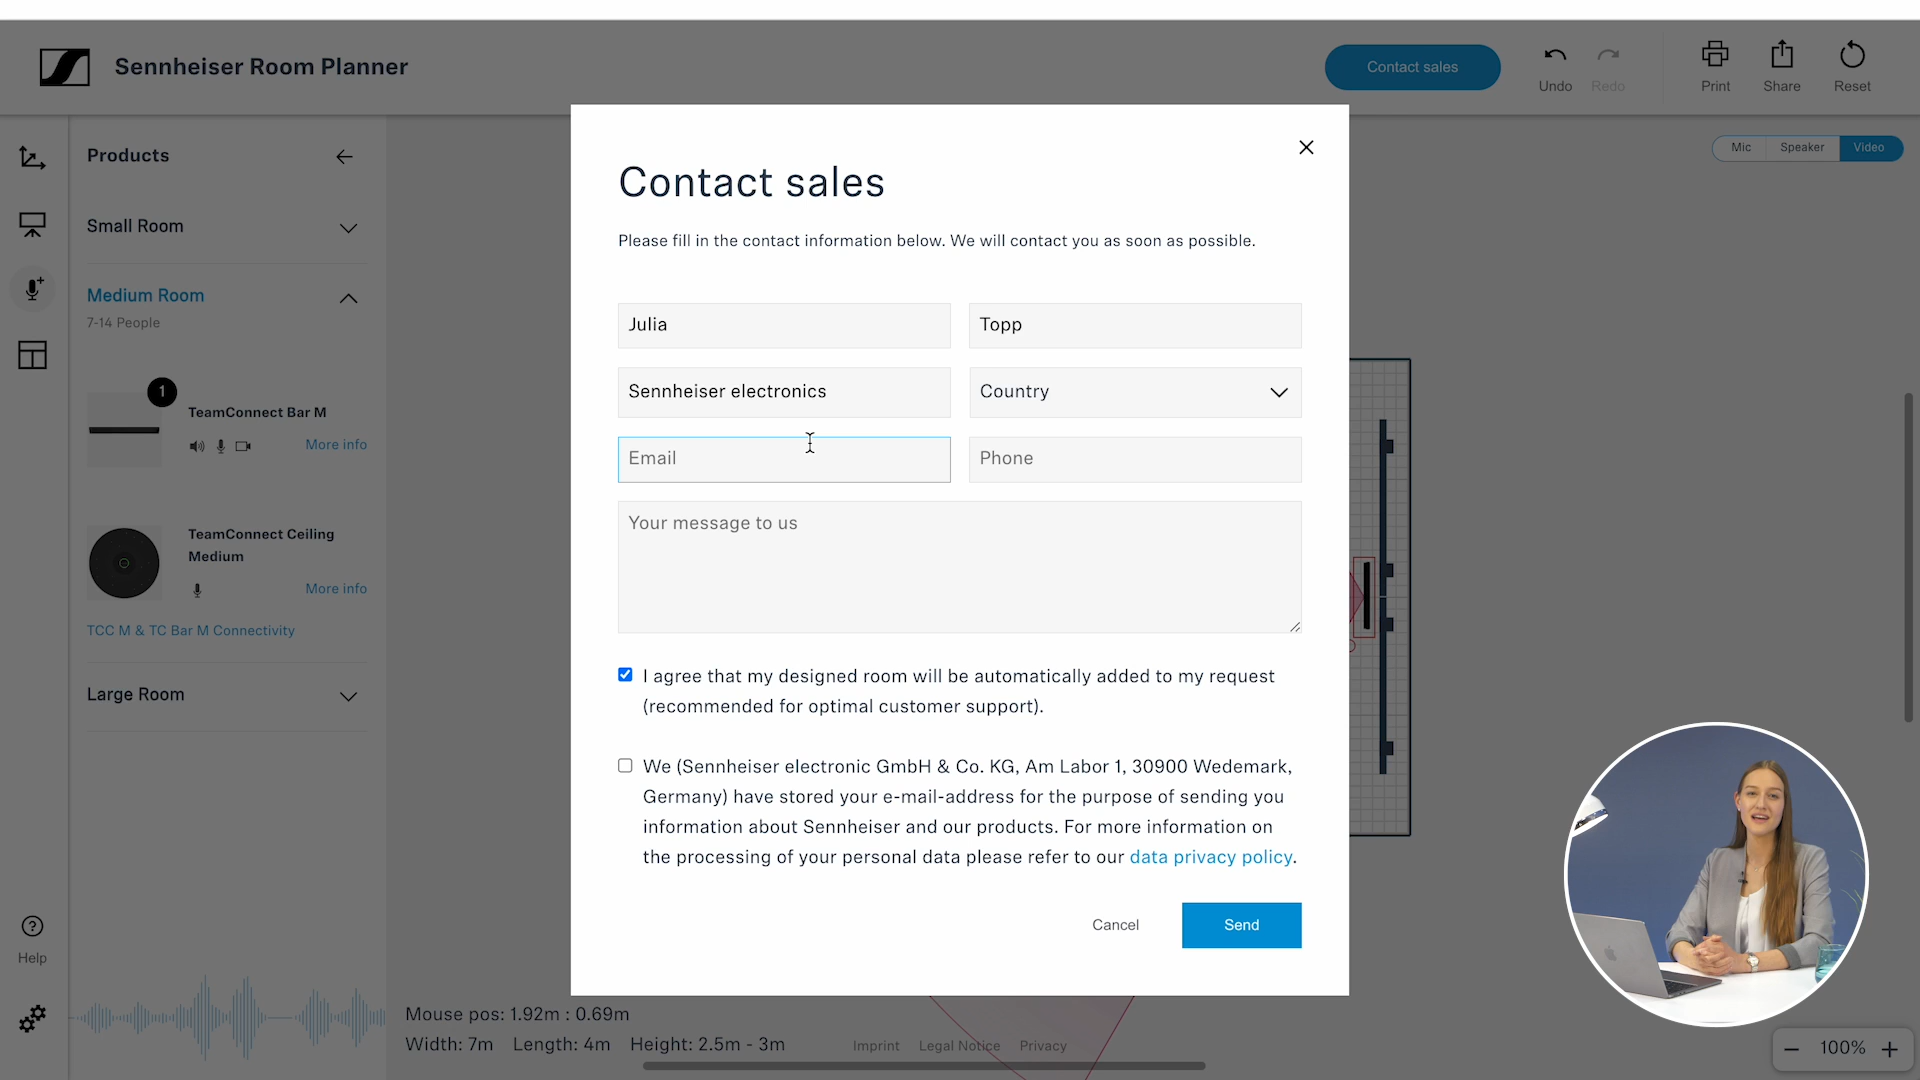 Sennheiser Room Planner
Contact sales
Undo
Redo
Print
Share
Reset
Products
Small Room
Medium Room
7-14 People
1
TeamConnect Bar M
More info
TeamConnect Ceiling
Medium
More info
TCC M & TC Bar M Connectivity
Large Room
Help
Contact sales
Please fill in the contact information below. We will contact you as soon as possible.
Julia
Topp
Sennheiser electronics
Country
Email
Phone
Your message to us
I agree that my designed room will be automatically added to my request
(recommended for optimal customer support).
We (Sennheiser electronic GmbH & Co. KG, Am Labor 1, 30900 Wedemark,
Germany) have stored your e-mail-address for the purpose of sending you
information about Sennheiser and our products. For more information on
the processing of your personal data please refer to our data privacy policy.
Cancel
Send
Mic
Speaker
Video
Mouse pos: 1.92m : 0.69m
Width: 7m Length: 4m Height: 2.5m - 3m
Imprint
Legal Notice
Privacy
100%